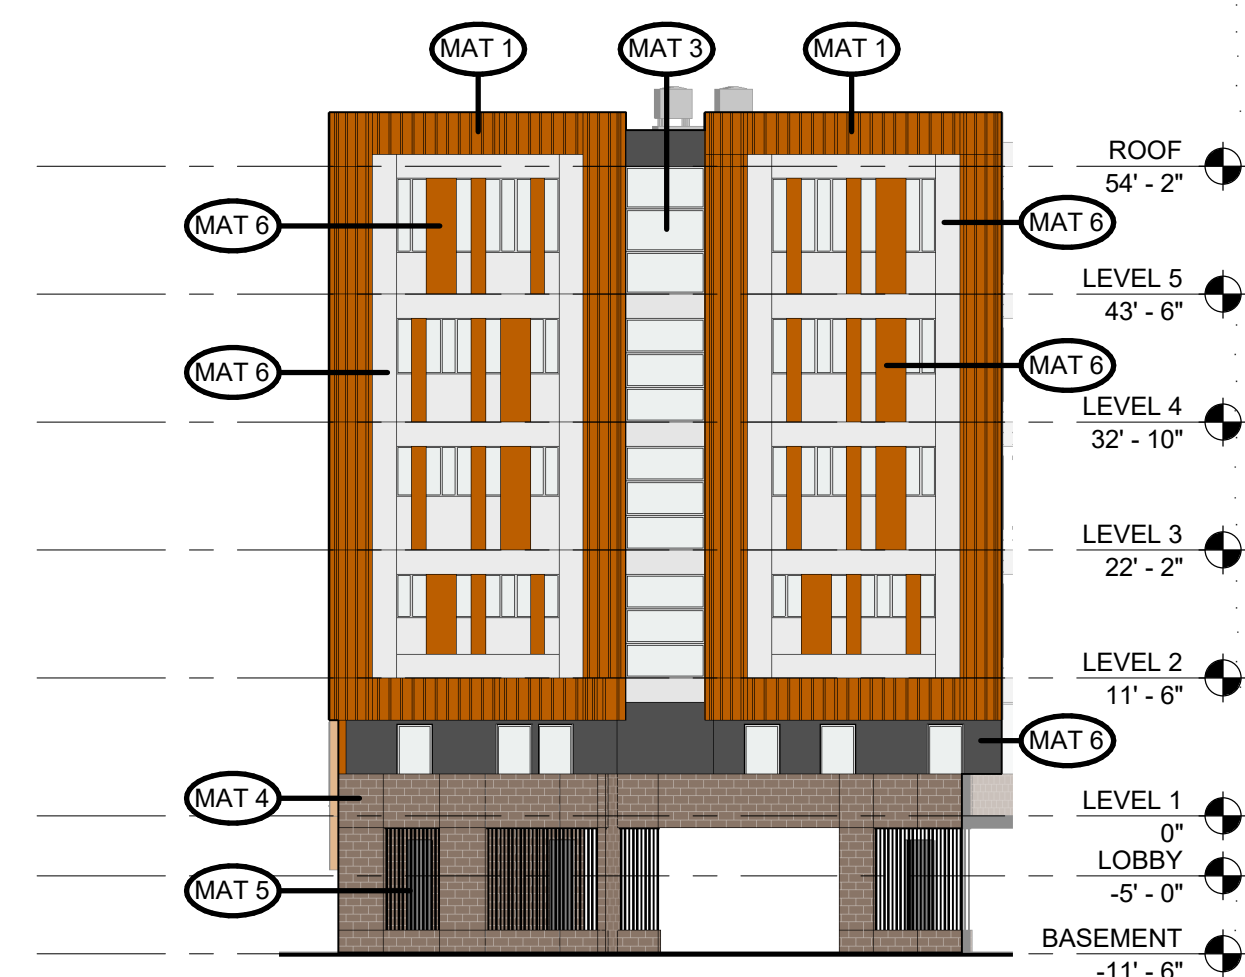 MAT 1
MAT 3
MAT 1
ROOF
54' - 2"
MAT 6
MAT 6
LEVEL 5
43' - 6"
MAT 6
MAT 6
LEVEL 4
32' - 10"
LEVEL 3
22' - 2"
LEVEL 2
11' - 6"
MAT 6
MAT 4
LEVEL 1
0"
LOBBY
-5' - 0"
MAT 5
BASEMENT
-11' - 6"